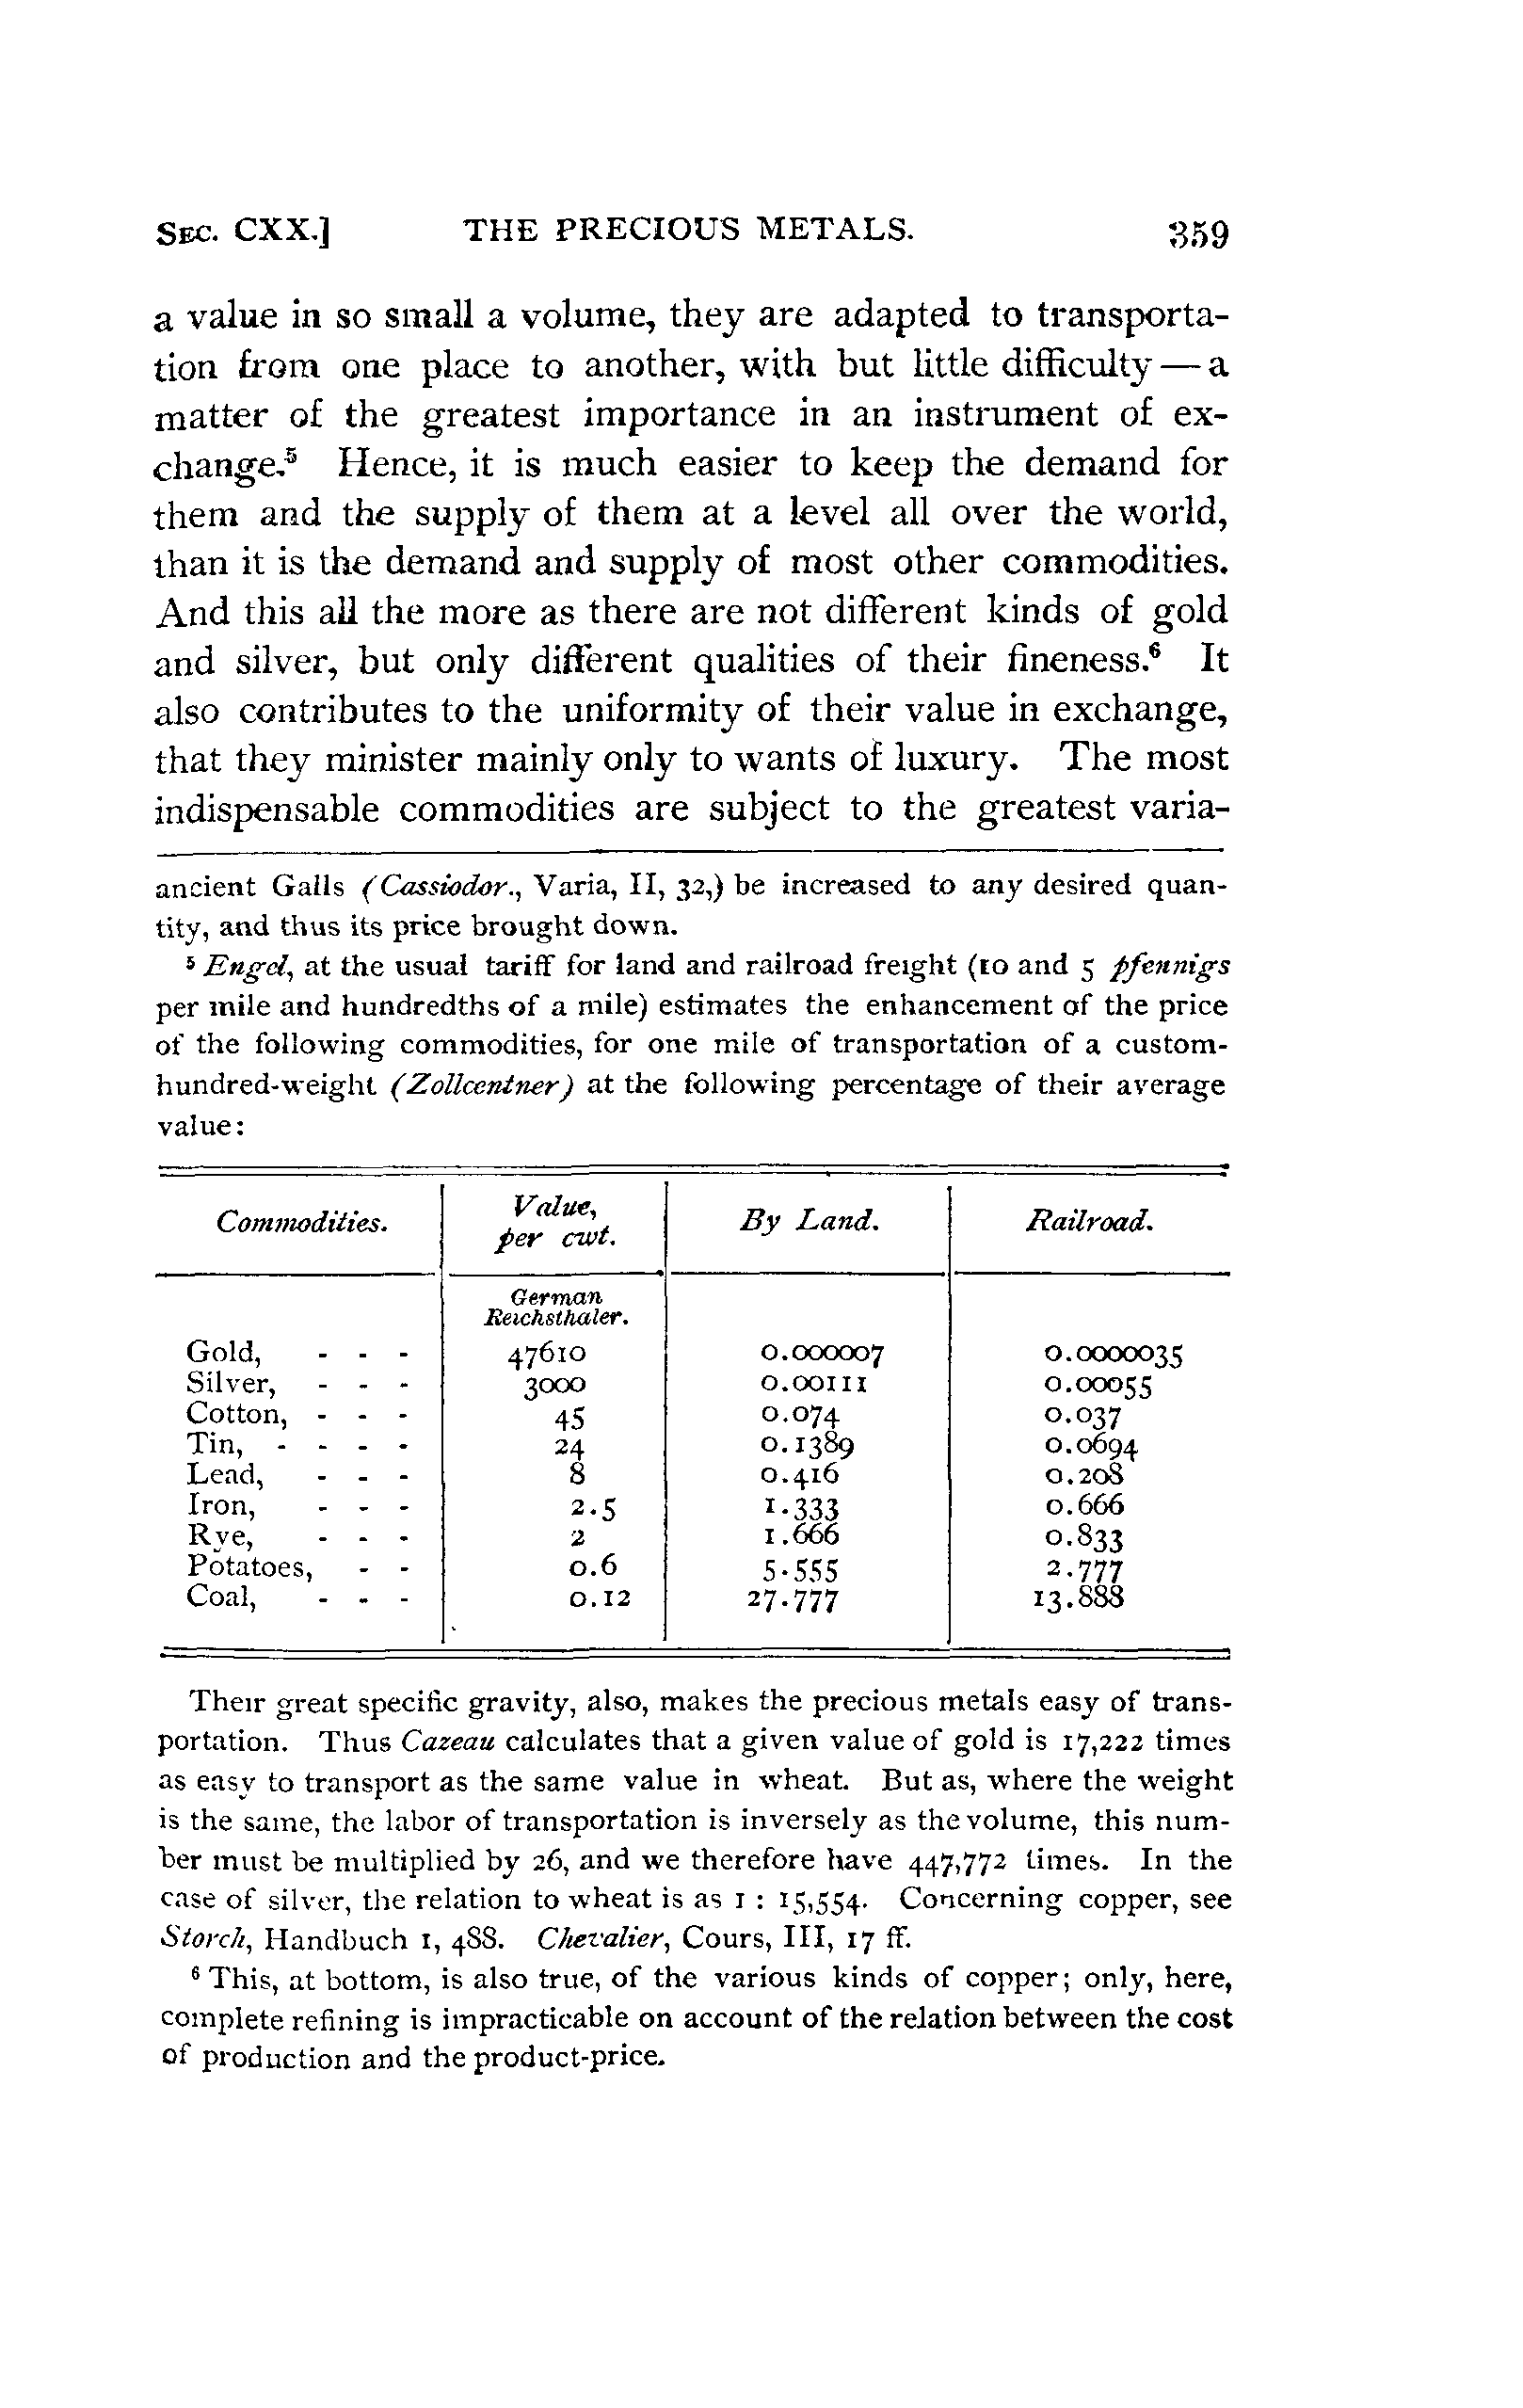 SEC. CXX.] THE PRECIOUS METALS. 359
a value in so small a volume, they are adapted to transporta-
tion from one place to another, with but little difficulty — a
matter of the greatest importance in an instrument of ex-
change.⁵ Hence, it is much easier to keep the demand for
them and the supply of them at a level all over the world,
than it is the demand and supply of most other commodities.
And this all the more as there are not different kinds of gold
and silver, but only different qualities of their fineness.⁶ It
also contributes to the uniformity of their value in exchange,
that they minister mainly only to wants of luxury. The most
indispensable commodities are subject to the greatest varia-
ancient Galls (Cassiodor., Varia, II, 32,) be increased to any desired quan-
tity, and thus its price brought down.
⁵ Engel, at the usual tariff for land and railroad freight (10 and 5 pfennigs
per mile and hundredths of a mile) estimates the enhancement of the price
of the following commodities, for one mile of transportation of a custom-
hundred-weight (Zollcentner) at the following percentage of their average
value:
Commodities. Value, per cwt. By Land. Railroad.
German
Reichsthaler.
Gold, - - - 47610 0.000007 0.0000035
Silver, - - - 3000 0.00111 0.00055
Cotton, - - - 45 0.074 0.037
Tin, - - - - 24 0.1389 0.0694
Lead, - - - 8 0.416 0.208
Iron, - - - 2.5 1.333 0.666
Rye, - - - 2 1.666 0.833
Potatoes, - - 0.6 5.555 2.777
Coal, - - - 0.12 27.777 13.888
Their great specific gravity, also, makes the precious metals easy of trans-
portation. Thus Cazeau calculates that a given value of gold is 17,222 times
as easy to transport as the same value in wheat. But as, where the weight
is the same, the labor of transportation is inversely as the volume, this num-
ber must be multiplied by 26, and we therefore have 447,772 times. In the
case of silver, the relation to wheat is as 1 : 15,554. Concerning copper, see
Storch, Handbuch 1, 488. Chevalier, Cours, III, 17 ff.
⁶ This, at bottom, is also true, of the various kinds of copper; only, here,
complete refining is impracticable on account of the relation between the cost
of production and the product-price.